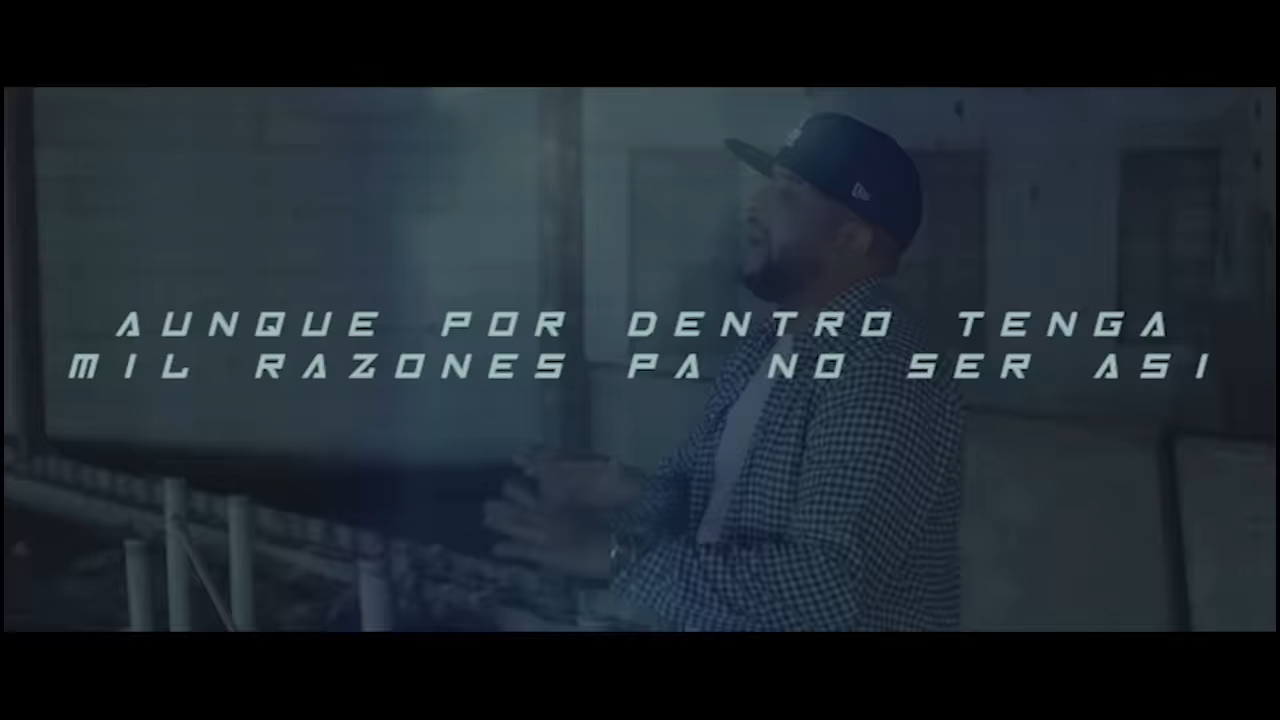 AUNQUE POR DENTRO TENGA
MIL RAZONES PA NO SER ASI